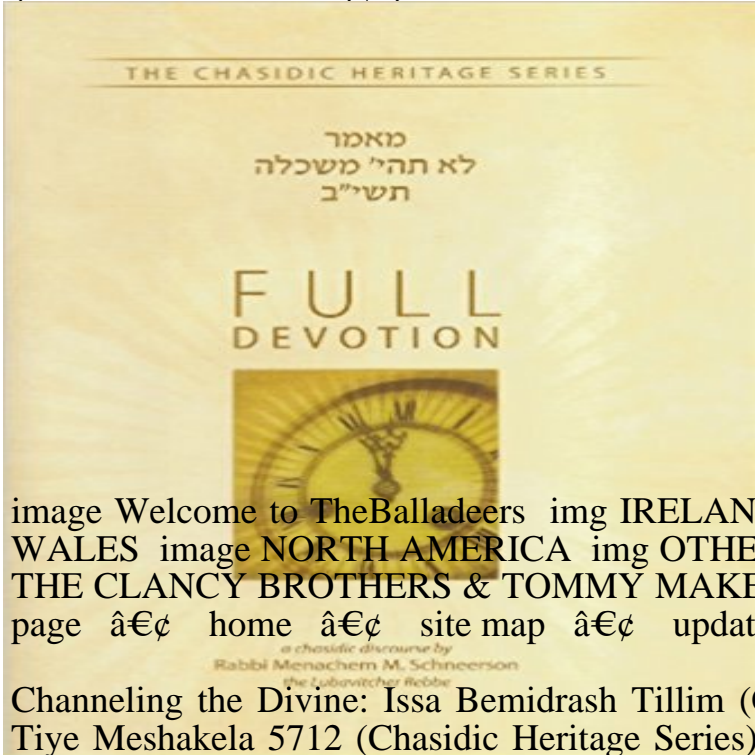 THE CHASIDIC HERITAGE SERIES
מאמר
לא תהי' משכלה
תשי"ב
FULL
DEVOTION
image Welcome to TheBalladeers img IRELAN
WALES image NORTH AMERICA img OTHE
THE CLANCY BROTHERS & TOMMY MAKE
page â€¢ home â€¢ site map â€¢ updat
a chasidic discourse by
Rabbi Menachem M. Schneerson
the Lubavitcher Rebbe
Channeling the Divine: Issa Bemidrash Tillim (
Tiye Meshakela 5712 (Chasidic Heritage Series)